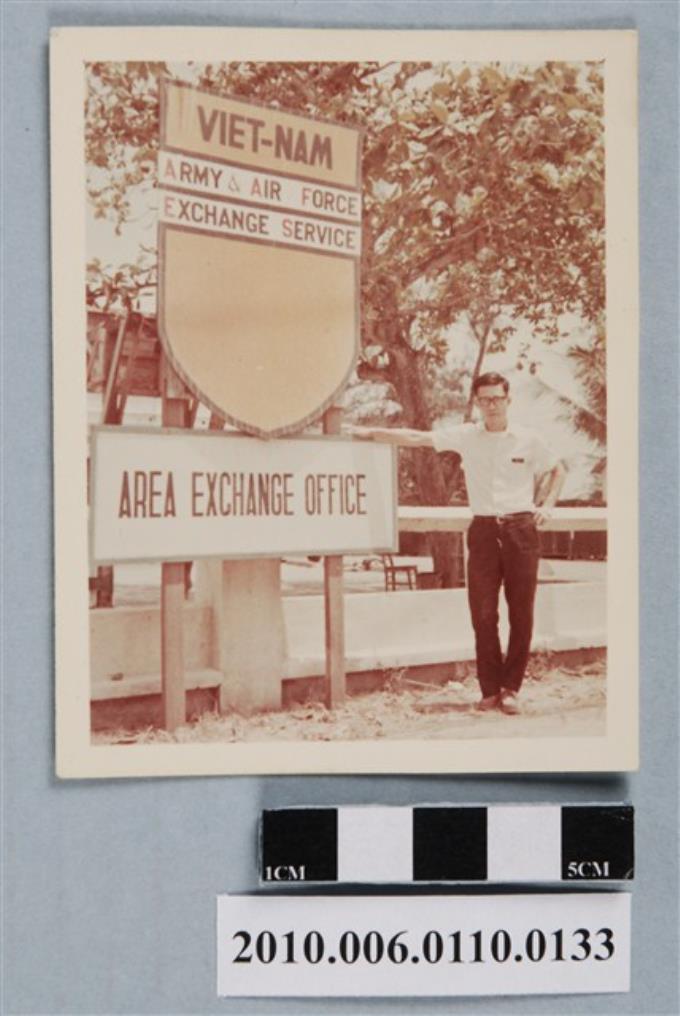 VIET-NAM
ARMY & AIR FORCE
EXCHANGE SERVICE
AREA EXCHANGE OFFICE
1CM 5CM
2010.006.0110.0133